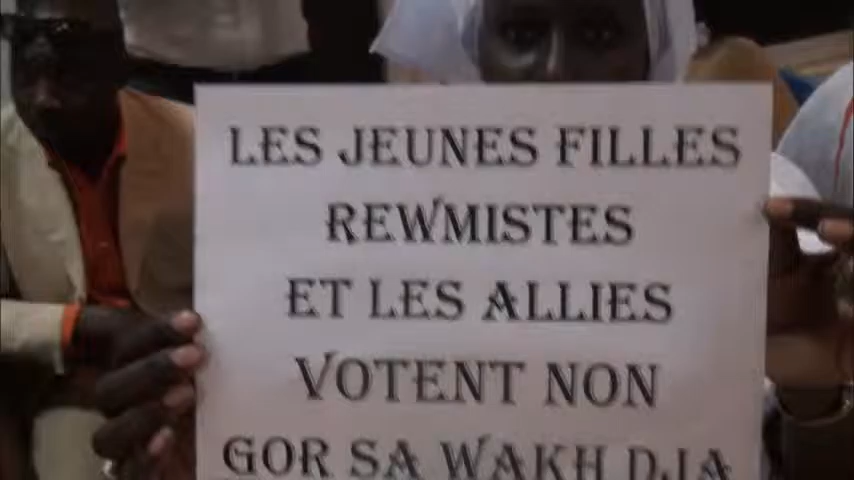 LES JEUNES FILLES
REWMISTES
ET LES ALLIES
VOTENT NON
GOR SA WAKH DJA